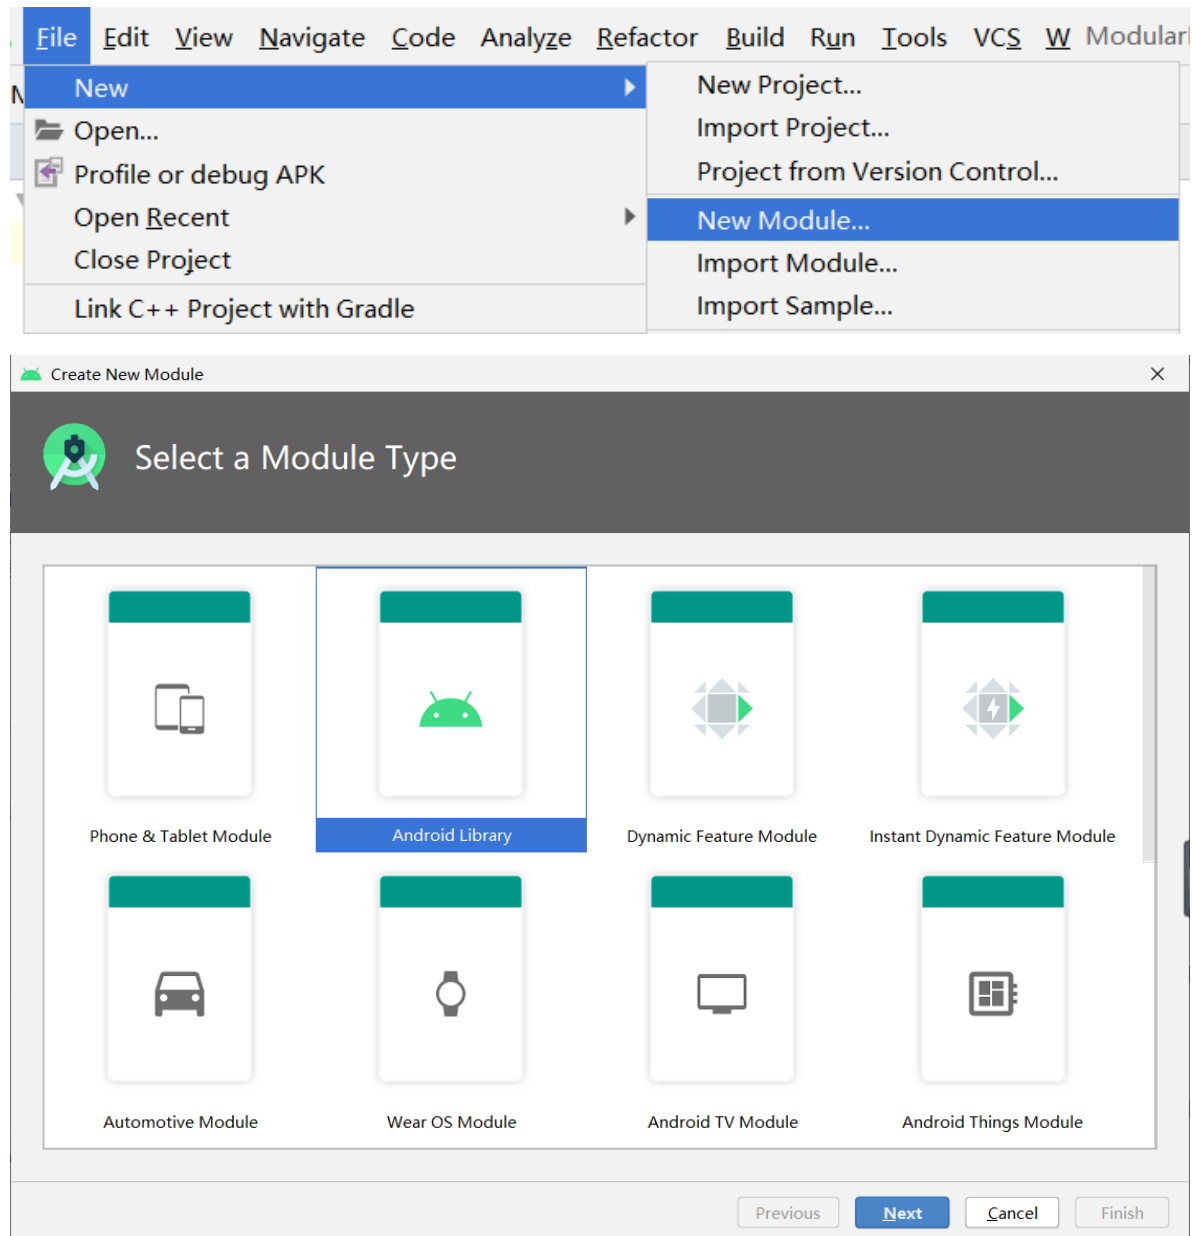 File Edit View Navigate Code Analyze Refactor Build Run Tools VCS W Modular
New
New Project...
Open...
Import Project...
Profile or debug APK
Project from Version Control...
Open Recent
New Module...
Close Project
Import Module...
Link C++ Project with Gradle
Import Sample...
Create New Module
Select a Module Type
Phone & Tablet Module
Android Library
Dynamic Feature Module
Instant Dynamic Feature Module
Automotive Module
Wear OS Module
Android TV Module
Android Things Module
Previous Next Cancel Finish